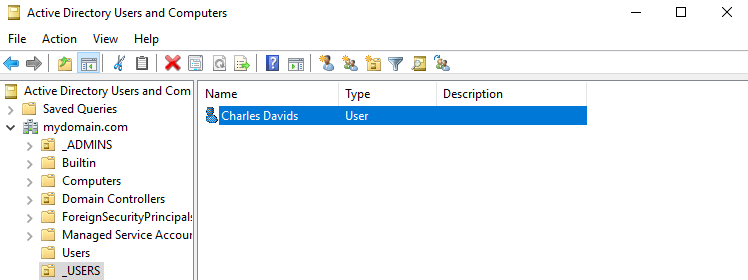 Active Directory Users and Computers
File Action View Help
Active Directory Users and Com
Saved Queries
mydomain.com
_ADMINS
Builtin
Computers
Domain Controllers
ForeignSecurityPrincipals
Managed Service Accour
Users
_USERS
Name Type Description
Charles Davids User